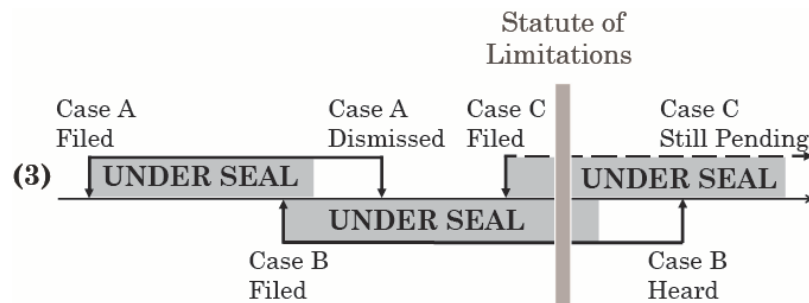 Statute of
Limitations
Case A
Filed
Case A
Dismissed
Case C
Filed
Case C
Still Pending
(3)
UNDER SEAL
UNDER SEAL
UNDER SEAL
Case B
Filed
Case B
Heard